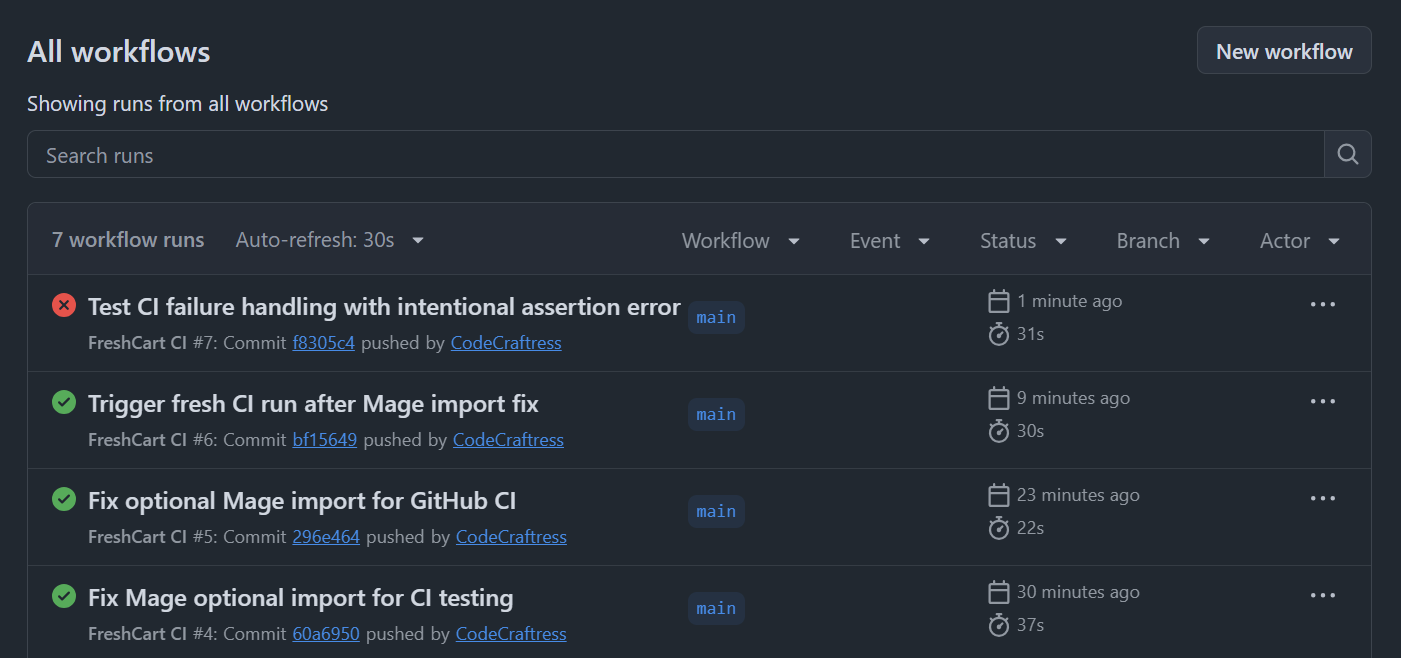 All workflows
New workflow
Showing runs from all workflows
Search runs
7 workflow runs Auto-refresh: 30s Workflow Event Status Branch Actor
Test CI failure handling with intentional assertion error main 1 minute ago
FreshCart CI #7: Commit f8305c4 pushed by CodeCraftress 31s
Trigger fresh CI run after Mage import fix main 9 minutes ago
FreshCart CI #6: Commit bf15649 pushed by CodeCraftress 30s
Fix optional Mage import for GitHub CI main 23 minutes ago
FreshCart CI #5: Commit 296e464 pushed by CodeCraftress 22s
Fix Mage optional import for CI testing main 30 minutes ago
FreshCart CI #4: Commit 60a6950 pushed by CodeCraftress 37s